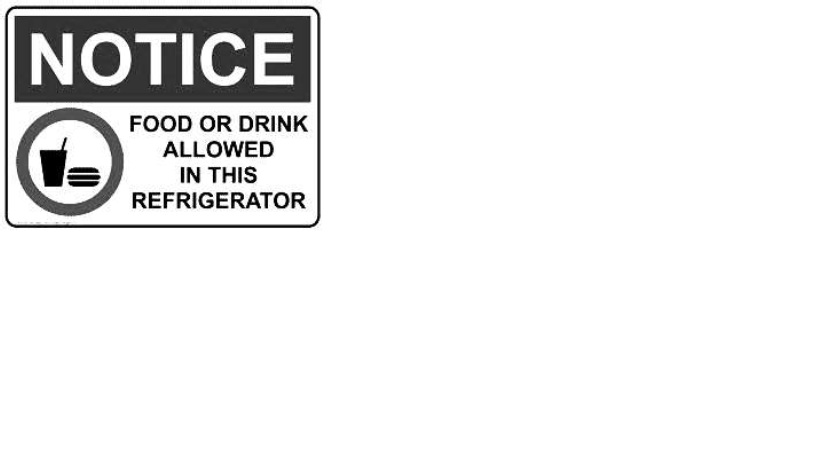 NOTICE
FOOD OR DRINK
ALLOWED
IN THIS
REFRIGERATOR